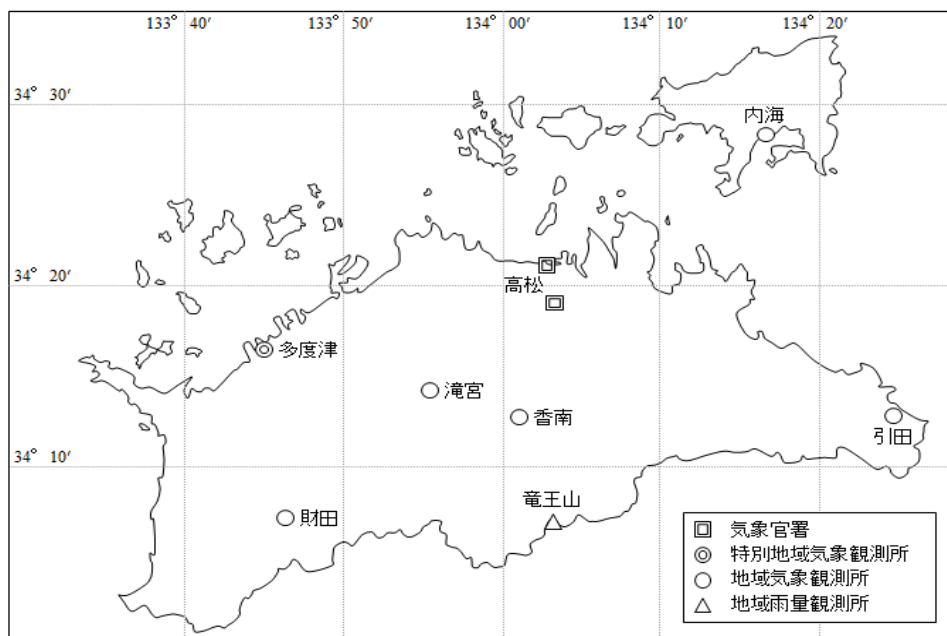 133° 40′
133° 50′
134° 00′
134° 10′
134° 20′
34° 30′
内海
34° 20′
高松
多度津
滝宮
香南
引田
34° 10′
竜王山
財田
気象官署
特別地域気象観測所
地域気象観測所
地域雨量観測所